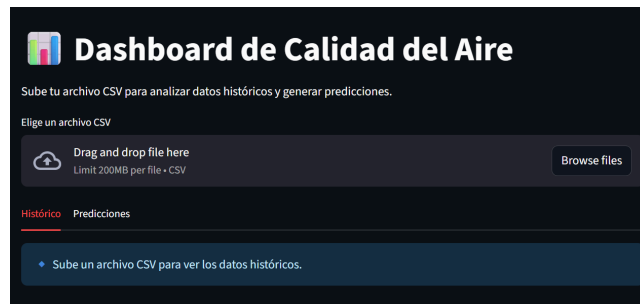 Dashboard de Calidad del Aire
Sube tu archivo CSV para analizar datos históricos y generar predicciones.
Elige un archivo CSV
Drag and drop file here
Limit 200MB per file • CSV
Browse files
Histórico Predicciones
Sube un archivo CSV para ver los datos históricos.